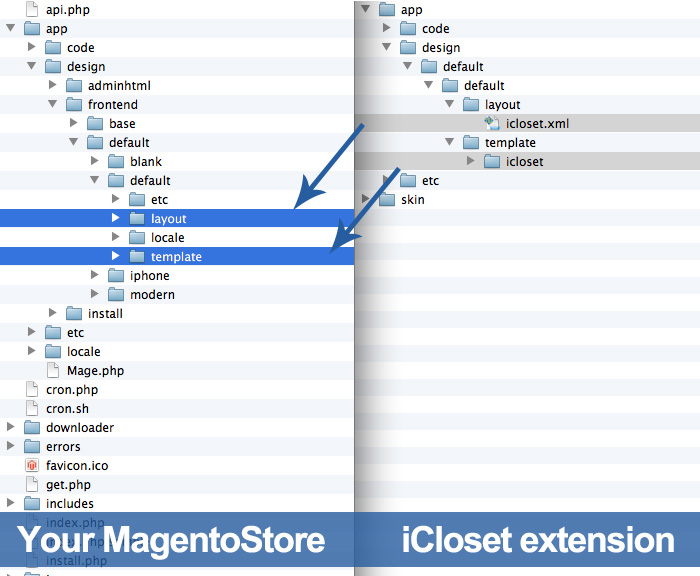 api.php
app
code
design
adminhtml
frontend
base
default
blank
default
etc
layout
locale
template
iphone
modern
install
etc
locale
Mage.php
cron.php
cron.sh
downloader
errors
favicon.ico
get.php
includes
index.php
install.php
Your MagentoStore
app
code
design
default
default
layout
icloset.xml
template
icloset
etc
skin
iCloset extension